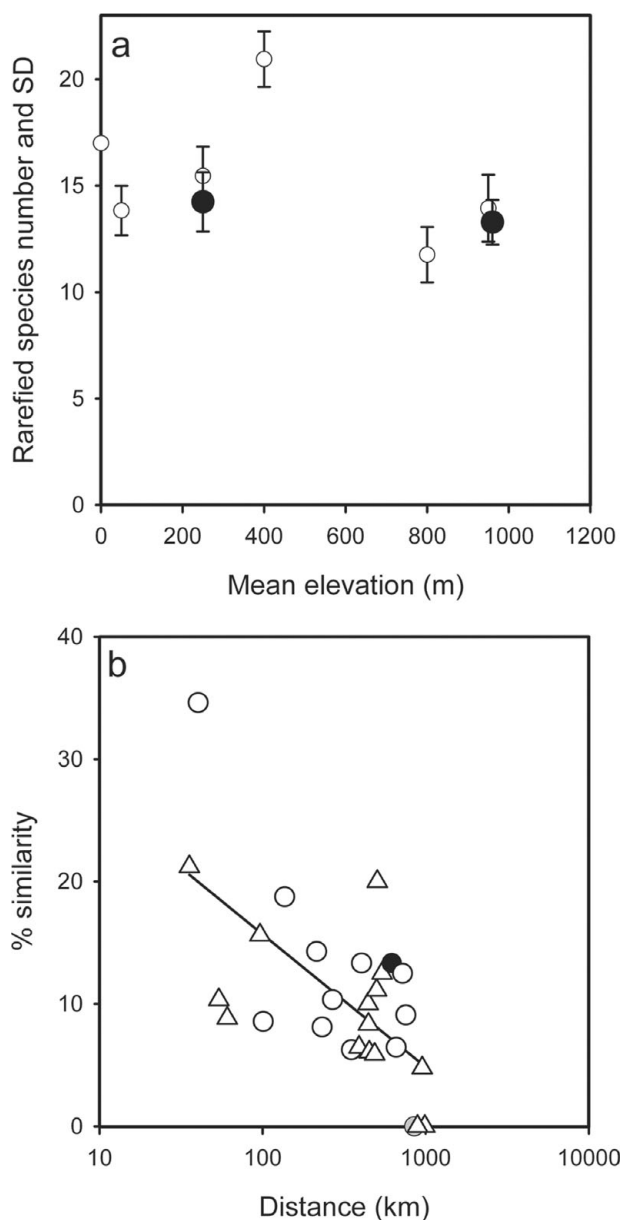 a
Rarefied species number and SD
20
15
10
5
0
0 200 400 600 800 1000 1200
Mean elevation (m)
b
% similarity
40
30
20
10
0
10 100 1000 10000
Distance (km)